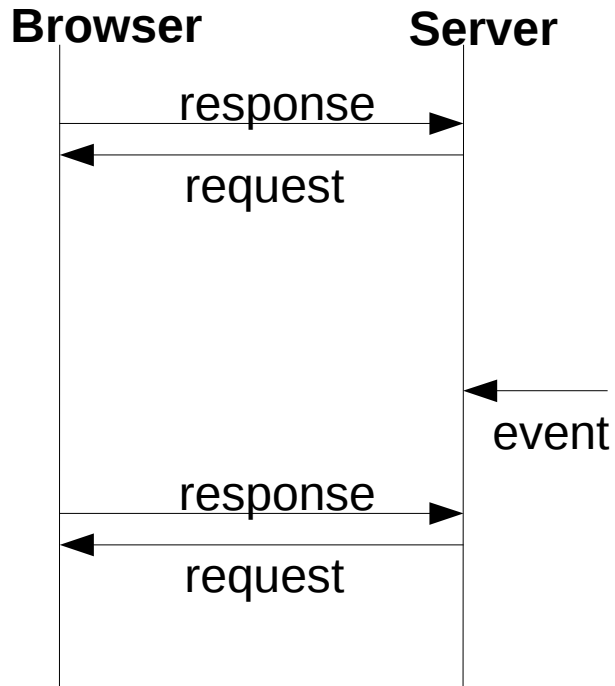 Browser Server
response
request
event
response
request